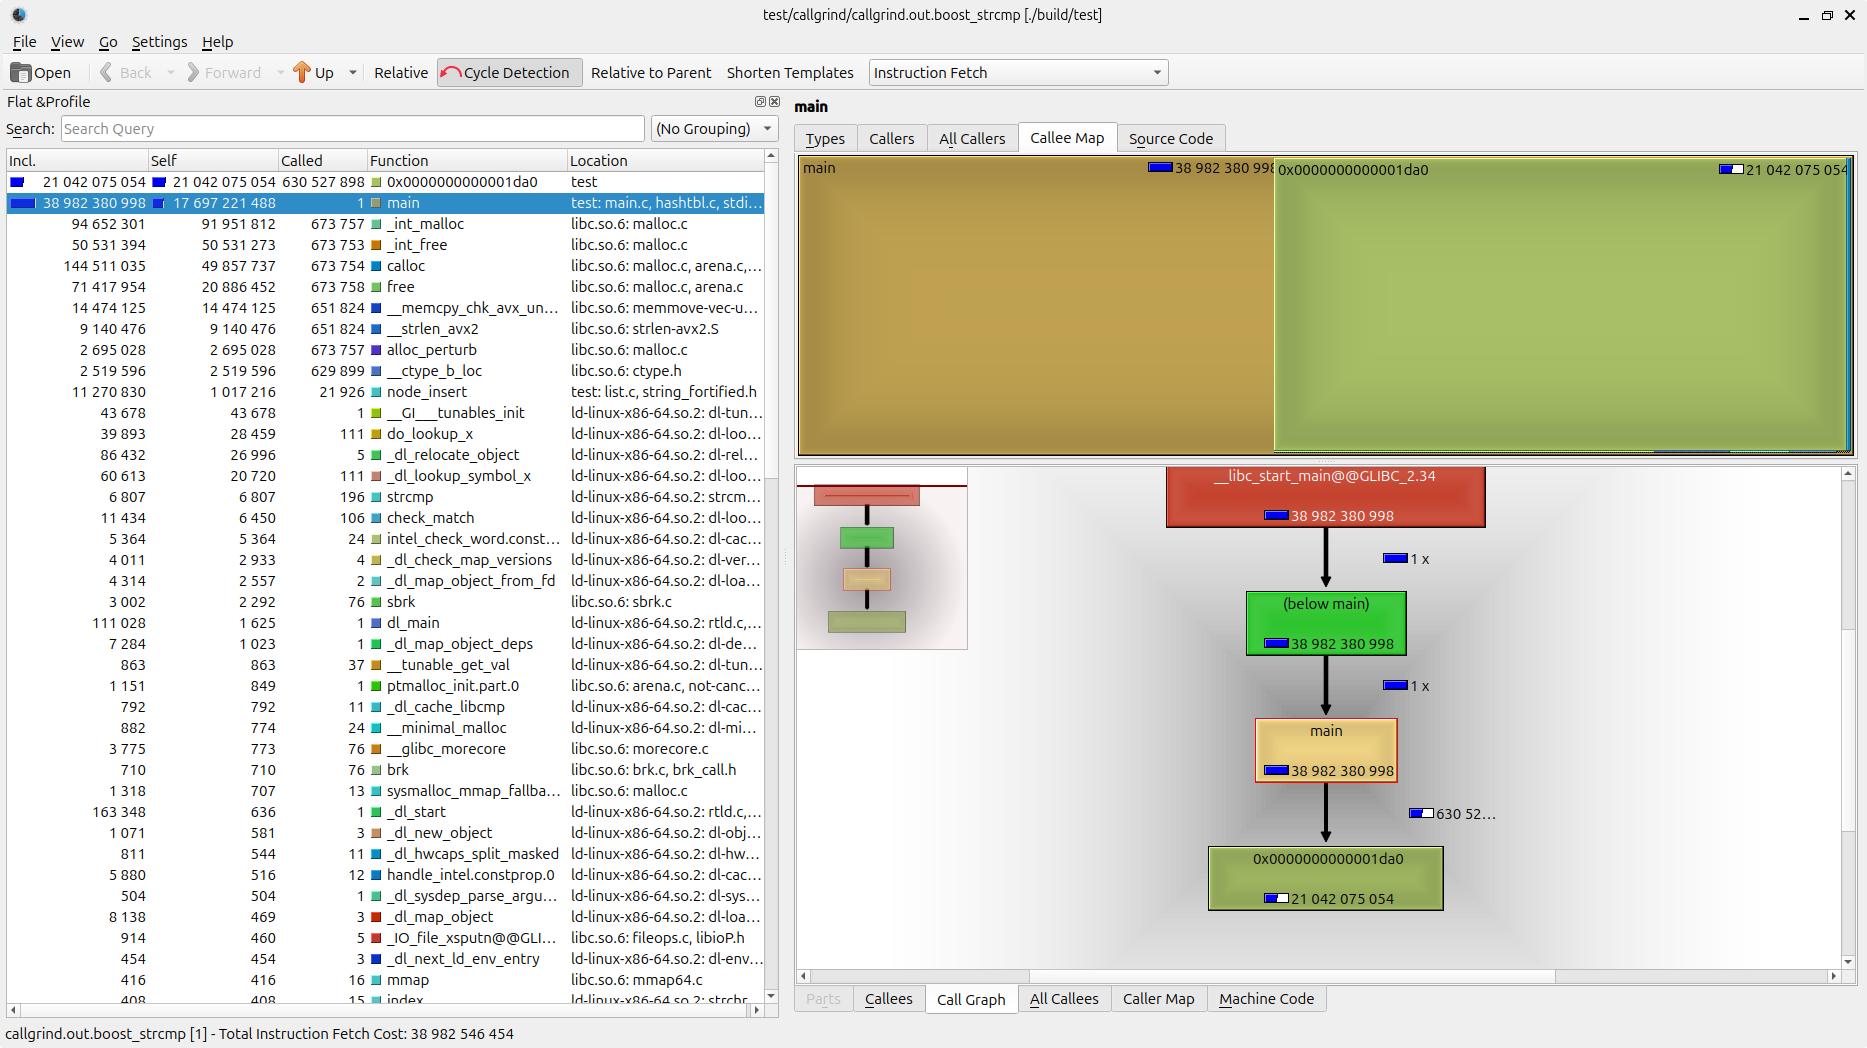 test/callgrind/callgrind.out.boost_strcmp [./build/test]
File View Go Settings Help
Open Back Forward Up Relative Cycle Detection Relative to Parent Shorten Templates Instruction Fetch
Flat &Profile
Search: Search Query (No Grouping)
Incl. Self Called Function Location
21 042 075 054 21 042 075 054 630 527 898 0x0000000000001da0 test
38 982 380 998 17 697 221 488 1 main test: main.c, hashtbl.c, stdi...
94 652 301 91 951 812 673 757 _int_malloc libc.so.6: malloc.c
50 531 394 50 531 273 673 753 _int_free libc.so.6: malloc.c
144 511 035 49 857 737 673 754 calloc libc.so.6: malloc.c, arena.c,...
71 417 954 20 886 452 673 758 free libc.so.6: malloc.c, arena.c
14 474 125 14 474 125 651 824 __memcpy_chk_avx_un... libc.so.6: memmove-vec-u...
9 140 476 9 140 476 651 824 __strlen_avx2 libc.so.6: strlen-avx2.S
2 695 028 2 695 028 673 757 alloc_perturb libc.so.6: malloc.c
2 519 596 2 519 596 629 899 __ctype_b_loc libc.so.6: ctype.h
11 270 830 1 017 216 21 926 node_insert test: list.c, string_fortified.h
43 678 43 678 1 __GI___tunables_init ld-linux-x86-64.so.2: dl-tun...
39 893 28 459 111 do_lookup_x ld-linux-x86-64.so.2: dl-loo...
86 432 26 996 5 _dl_relocate_object ld-linux-x86-64.so.2: dl-rel...
60 613 20 720 111 _dl_lookup_symbol_x ld-linux-x86-64.so.2: dl-loo...
6 807 6 807 196 strcmp ld-linux-x86-64.so.2: strcm...
11 434 6 450 106 check_match ld-linux-x86-64.so.2: dl-loo...
5 364 5 364 24 intel_check_word.const... ld-linux-x86-64.so.2: dl-cac...
4 011 2 933 4 _dl_check_map_versions ld-linux-x86-64.so.2: dl-ver...
4 314 2 557 2 _dl_map_object_from_fd ld-linux-x86-64.so.2: dl-loa...
3 002 2 292 76 sbrk libc.so.6: sbrk.c
111 028 1 625 1 dl_main ld-linux-x86-64.so.2: rtld.c,...
7 284 1 023 1 _dl_map_object_deps ld-linux-x86-64.so.2: dl-de...
863 863 37 __tunable_get_val ld-linux-x86-64.so.2: dl-tun...
1 151 849 1 ptmalloc_init.part.0 libc.so.6: arena.c, not-canc...
792 792 11 _dl_cache_libcmp ld-linux-x86-64.so.2: dl-cac...
882 774 24 __minimal_malloc ld-linux-x86-64.so.2: dl-mi...
3 775 773 76 __glibc_morecore libc.so.6: morecore.c
710 710 76 brk libc.so.6: brk.c, brk_call.h
1 318 707 13 sysmalloc_mmap_fallba... libc.so.6: malloc.c
163 348 636 1 _dl_start ld-linux-x86-64.so.2: rtld.c,...
1 071 581 3 _dl_new_object ld-linux-x86-64.so.2: dl-obj...
811 544 11 _dl_hwcaps_split_masked ld-linux-x86-64.so.2: dl-hw...
5 880 516 12 handle_intel.constprop.0 ld-linux-x86-64.so.2: dl-cac...
504 504 1 _dl_sysdep_parse_argu... ld-linux-x86-64.so.2: dl-sys...
8 138 469 3 _dl_map_object ld-linux-x86-64.so.2: dl-loa...
914 460 5 _IO_file_xsputn@@GLI... libc.so.6: fileops.c, libioP.h
454 454 3 _dl_next_ld_env_entry ld-linux-x86-64.so.2: dl-env...
416 416 16 mmap libc.so.6: mmap64.c
408 408 15 index ld-linux-x86-64.so.2: strchr...
main
Types Callers All Callers Callee Map Source Code
main 38 982 380 998 0x0000000000001da0 21 042 075 054
__libc_start_main@@GLIBC_2.34
38 982 380 998
1 x
(below main)
38 982 380 998
1 x
main
38 982 380 998
630 52...
0x0000000000001da0
21 042 075 054
Parts Callees Call Graph All Callees Caller Map Machine Code
callgrind.out.boost_strcmp [1] - Total Instruction Fetch Cost: 38 982 546 454